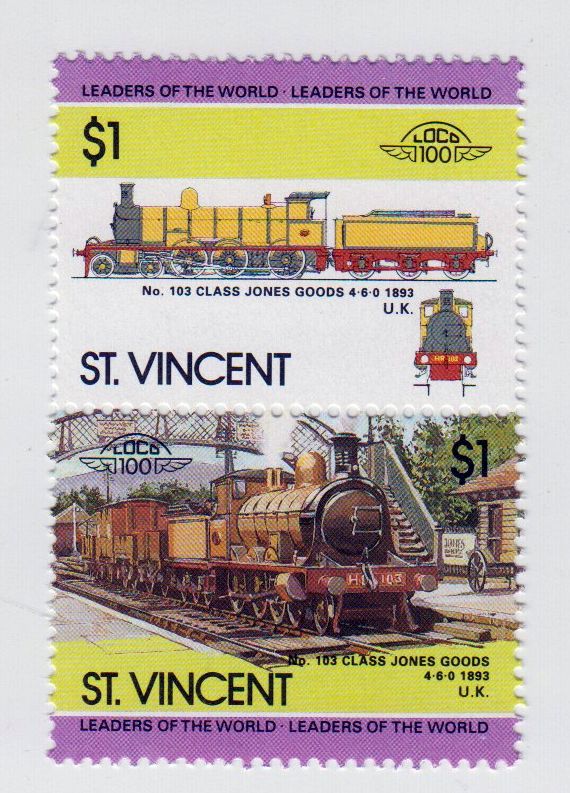 LEADERS OF THE WORLD · LEADERS OF THE WORLD
$1
LOCO
100
No. 103 CLASS JONES GOODS 4·6·0 1893
U.K.
HR 103
ST. VINCENT
LOCO
100
$1
JONES
HR 103
No. 103 CLASS JONES GOODS
4·6·0 1893
U.K.
ST. VINCENT
LEADERS OF THE WORLD · LEADERS OF THE WORLD